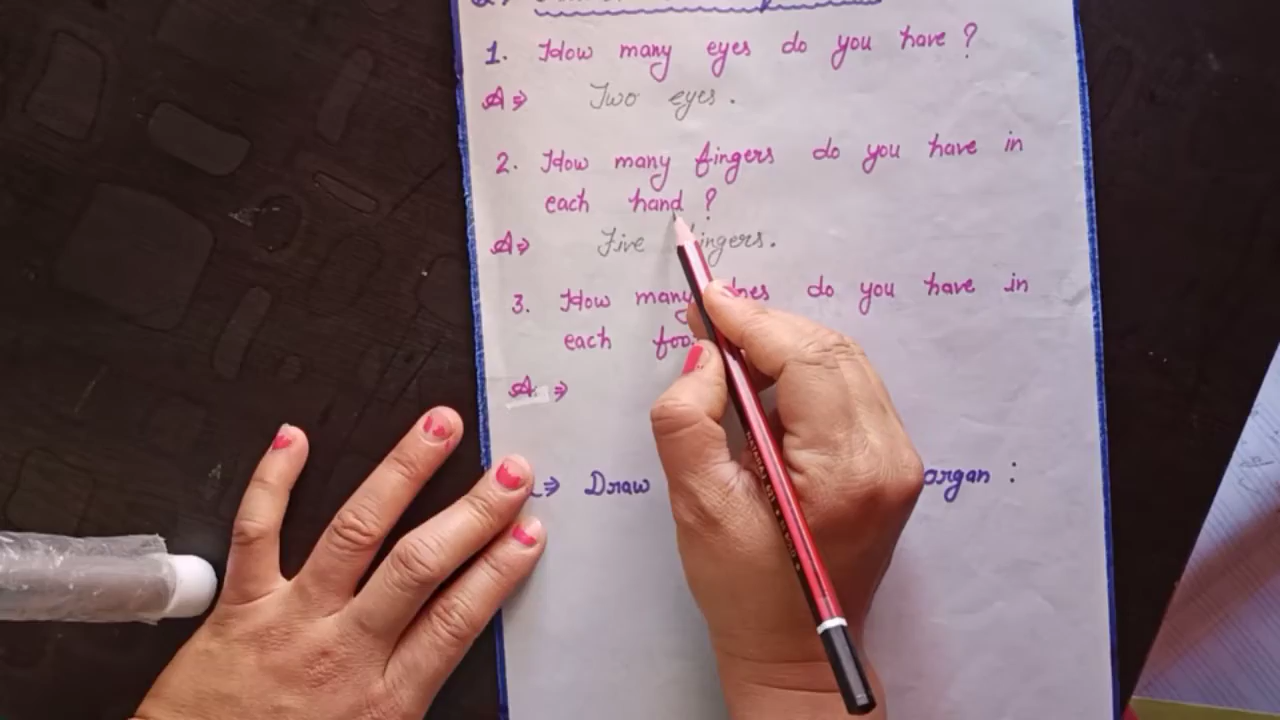 1. How many eyes do you have ?
A⇒ Two eyes.
2. How many fingers do you have in
each hand ?
A⇒ Five fingers.
3. How many do you have in
each
A. ⇒
⇒ Draw organ :